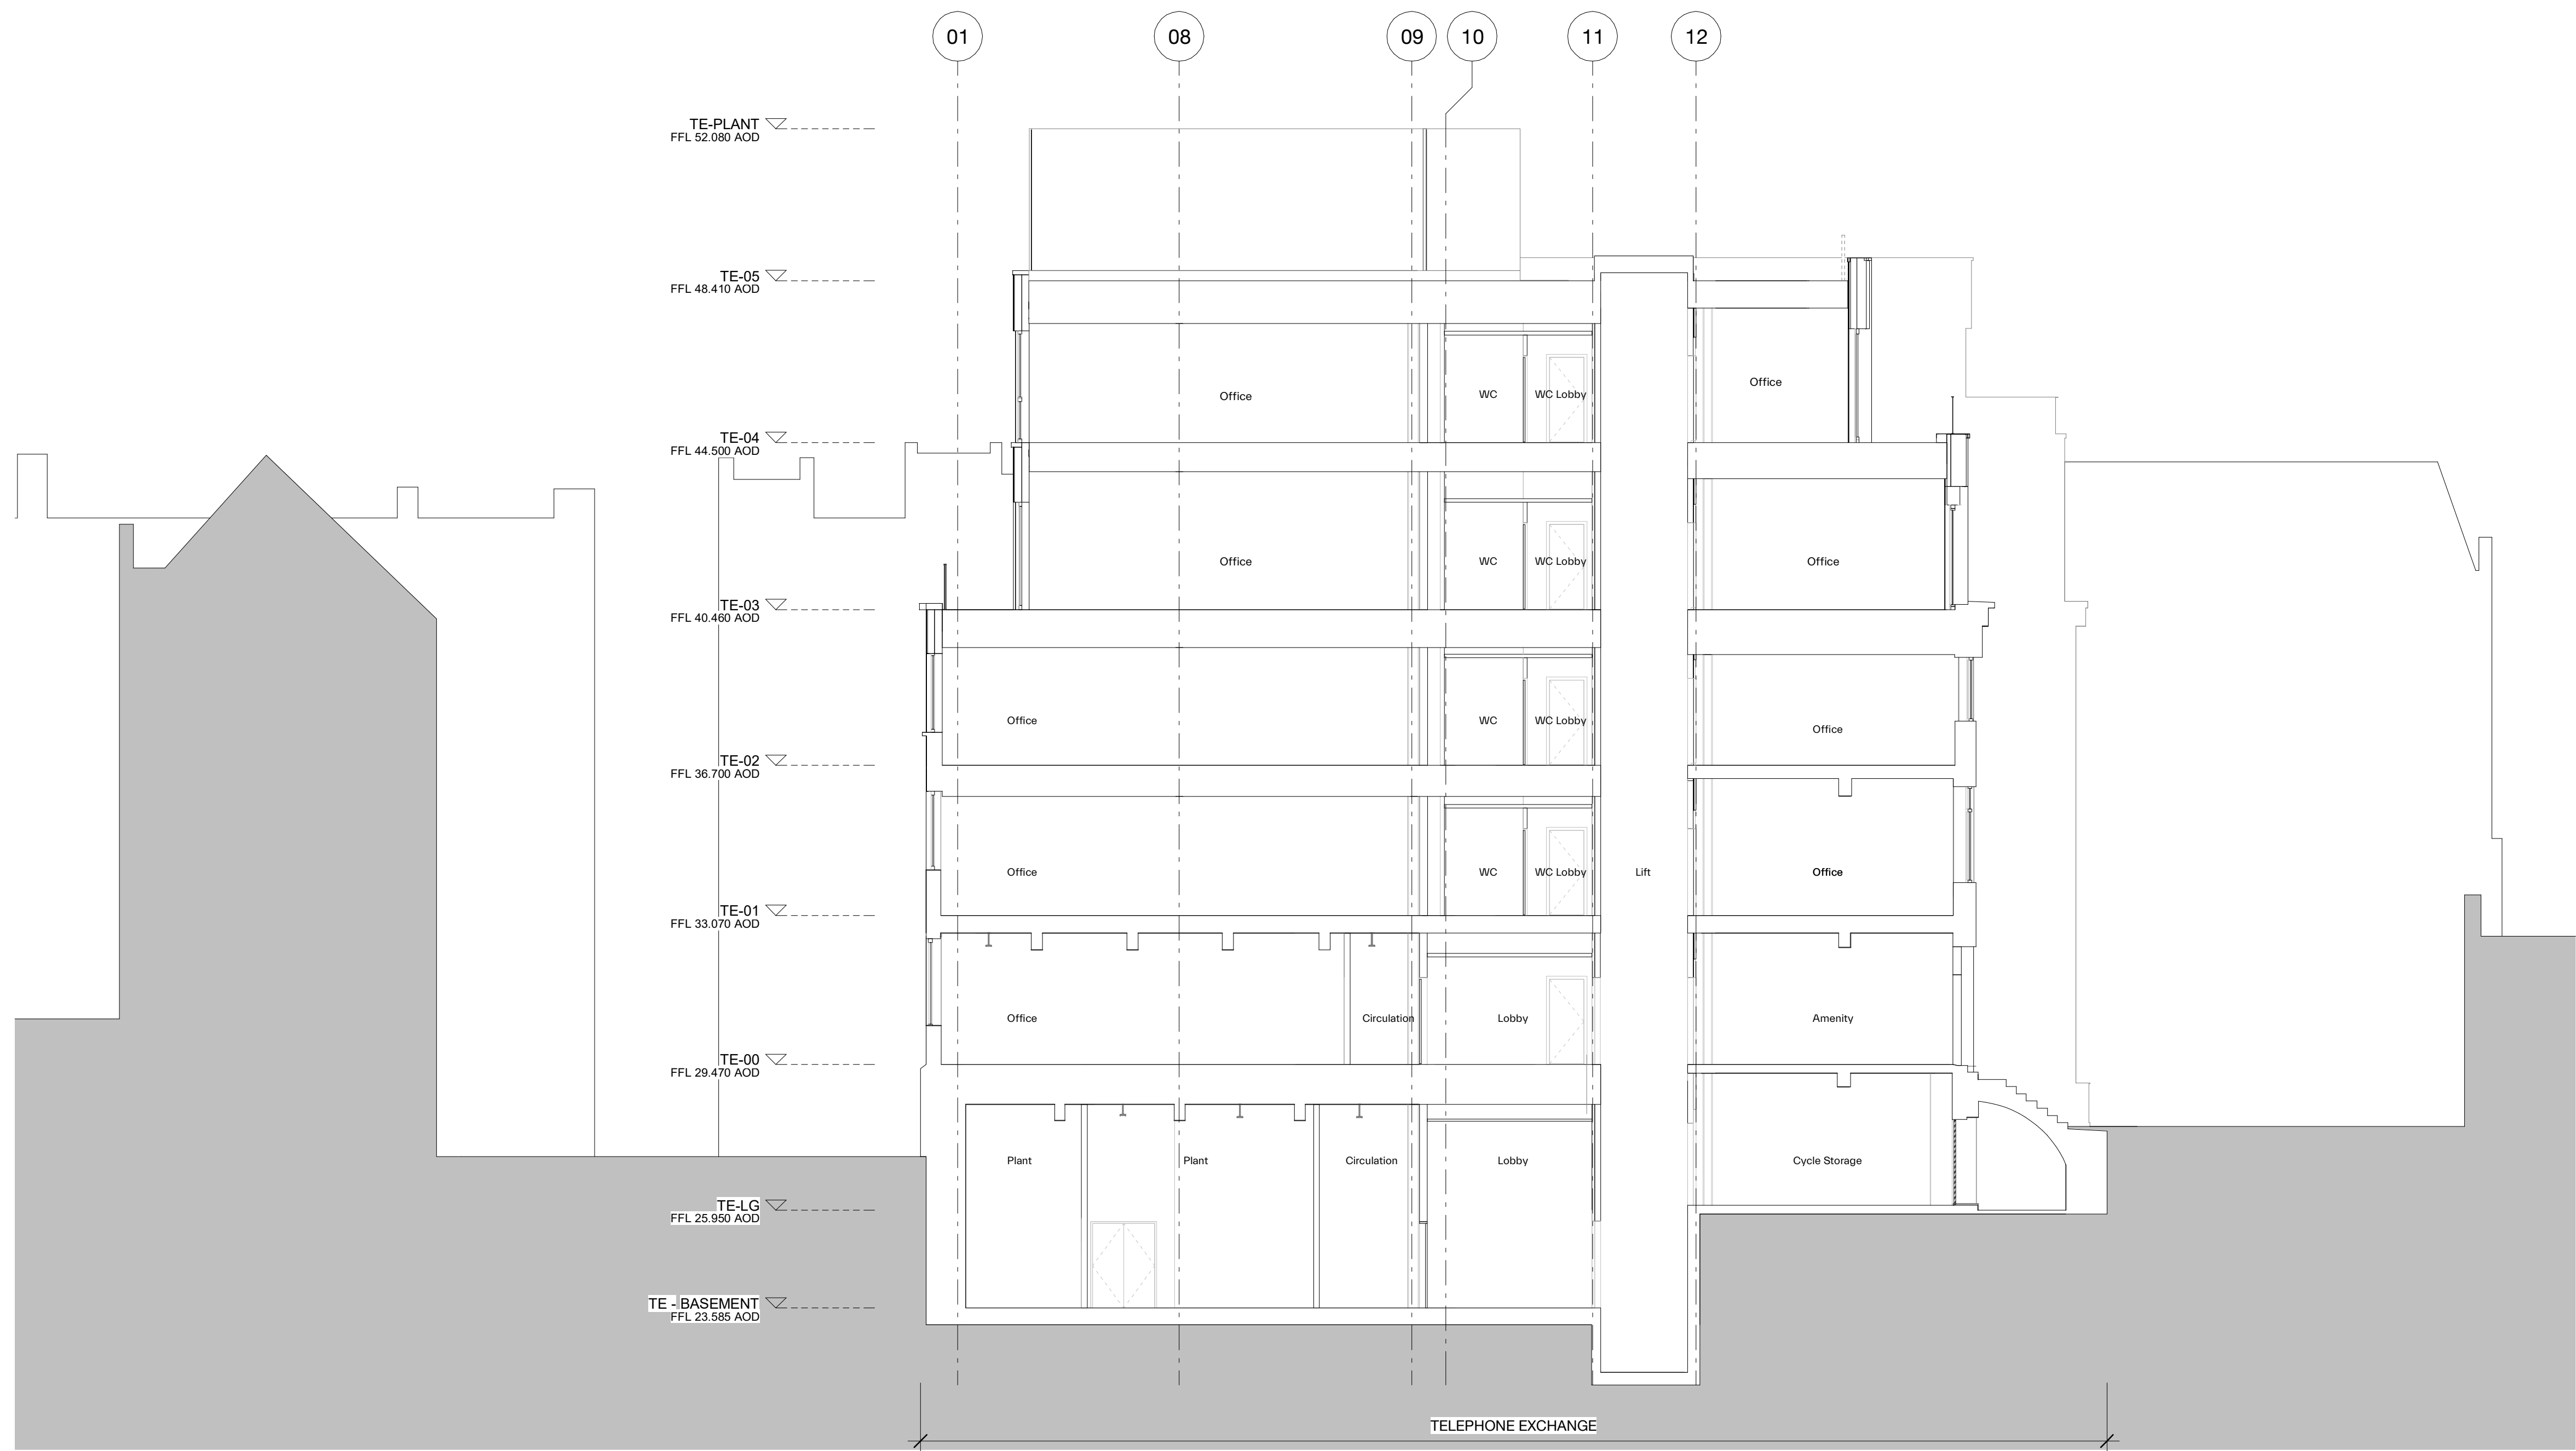 01 08 09 10 11 12
TE-PLANT
FFL 52.080 AOD
TE-05
FFL 48.410 AOD
Office WC WC Lobby Office
TE-04
FFL 44.500 AOD
Office WC WC Lobby Office
TE-03
FFL 40.460 AOD
Office WC WC Lobby Office
TE-02
FFL 36.700 AOD
Office WC WC Lobby Lift Office
TE-01
FFL 33.070 AOD
Office Circulation Lobby Amenity
TE-00
FFL 29.470 AOD
Plant Plant Circulation Lobby Cycle Storage
TE-LG
FFL 25.950 AOD
TE - BASEMENT
FFL 23.585 AOD
TELEPHONE EXCHANGE